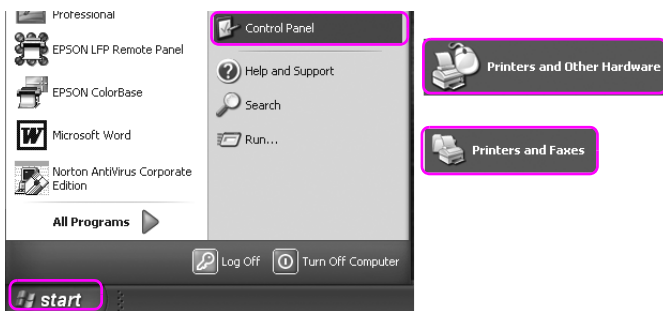 Professional
EPSON LFP Remote Panel
EPSON ColorBase
Microsoft Word
Norton AntiVirus Corporate
Edition
All Programs
Control Panel
Help and Support
Search
Run...
Log Off
Turn Off Computer
start
Printers and Other Hardware
Printers and Faxes